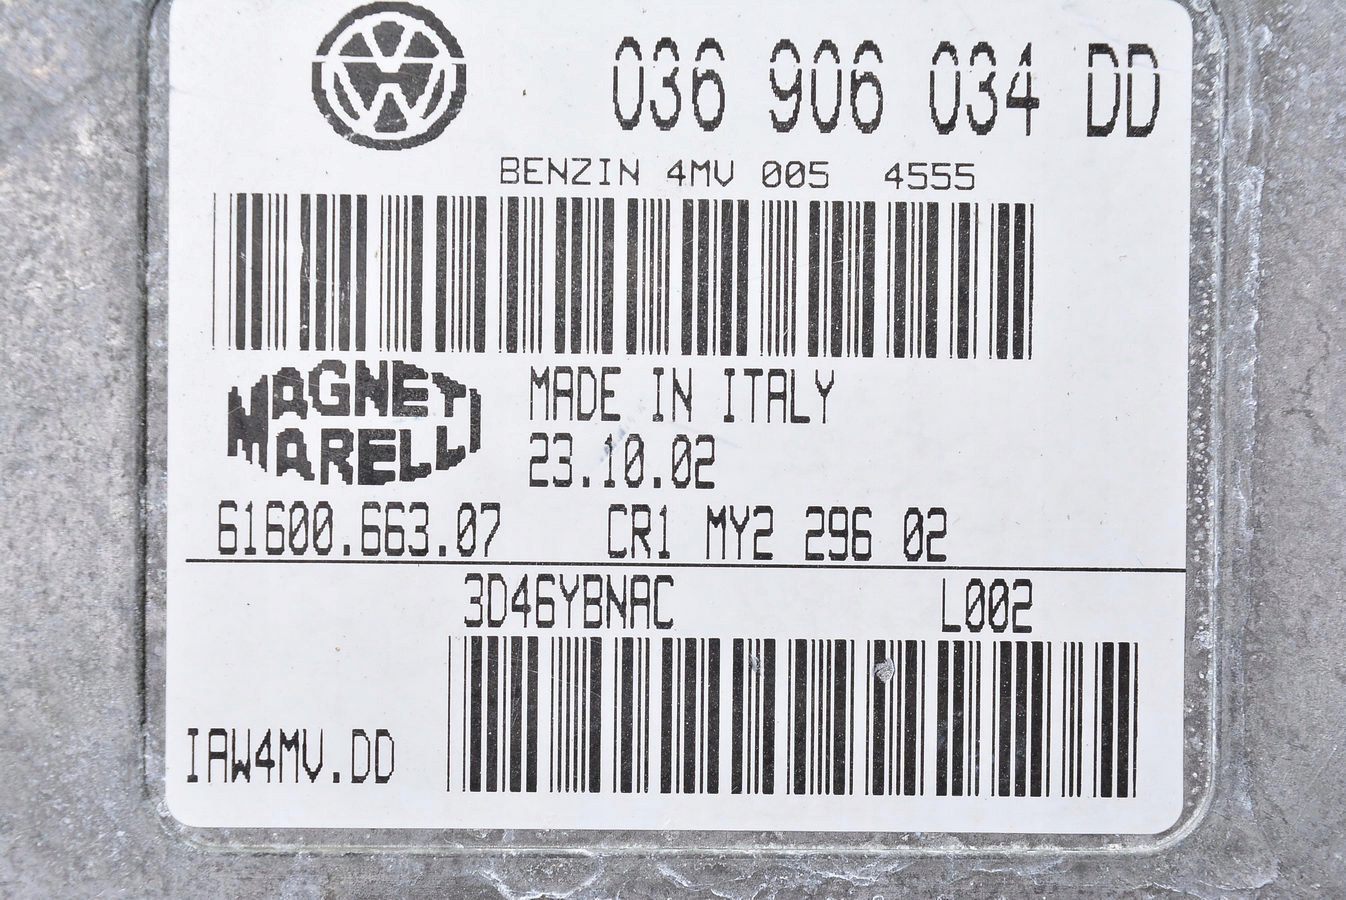 036 906 034 DD
BENZIN 4MV 005 4555
MAGNETI
MARELLI
MADE IN ITALY
23.10.02
61600.663.07 CR1 MY2 296 02
3D46YBNAC L002
IAW4MV.DD